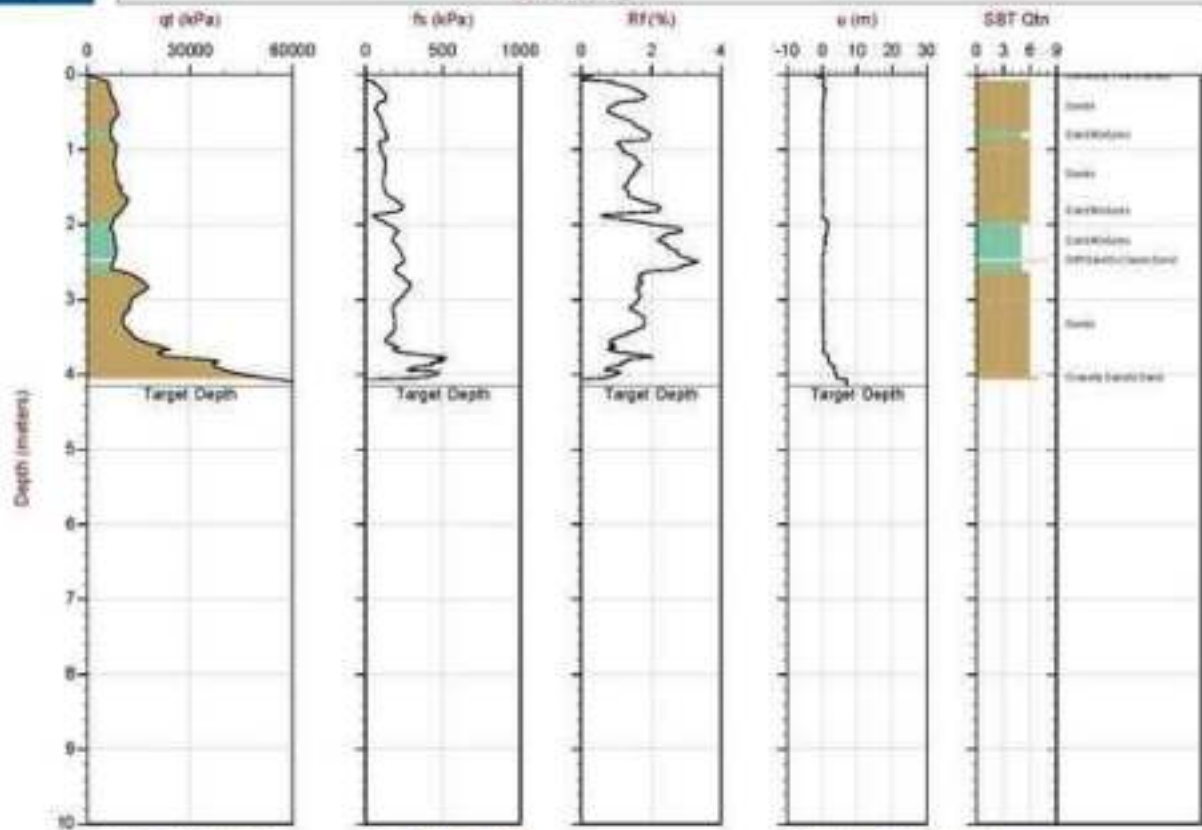 qt (kPa) fs (kPa) Rf (%) u (m) SBT Qtn
0 30000 60000 0 500 1000 0 2 4 -10 0 10 20 30 0 3 6 9
0
Sands
Sand Mixtures
1
Sands
Sand Mixtures
2
Sand Mixtures
3
Sands
4
Target Depth Target Depth Target Depth Target Depth
Depth (meters)
5
6
7
8
9
10